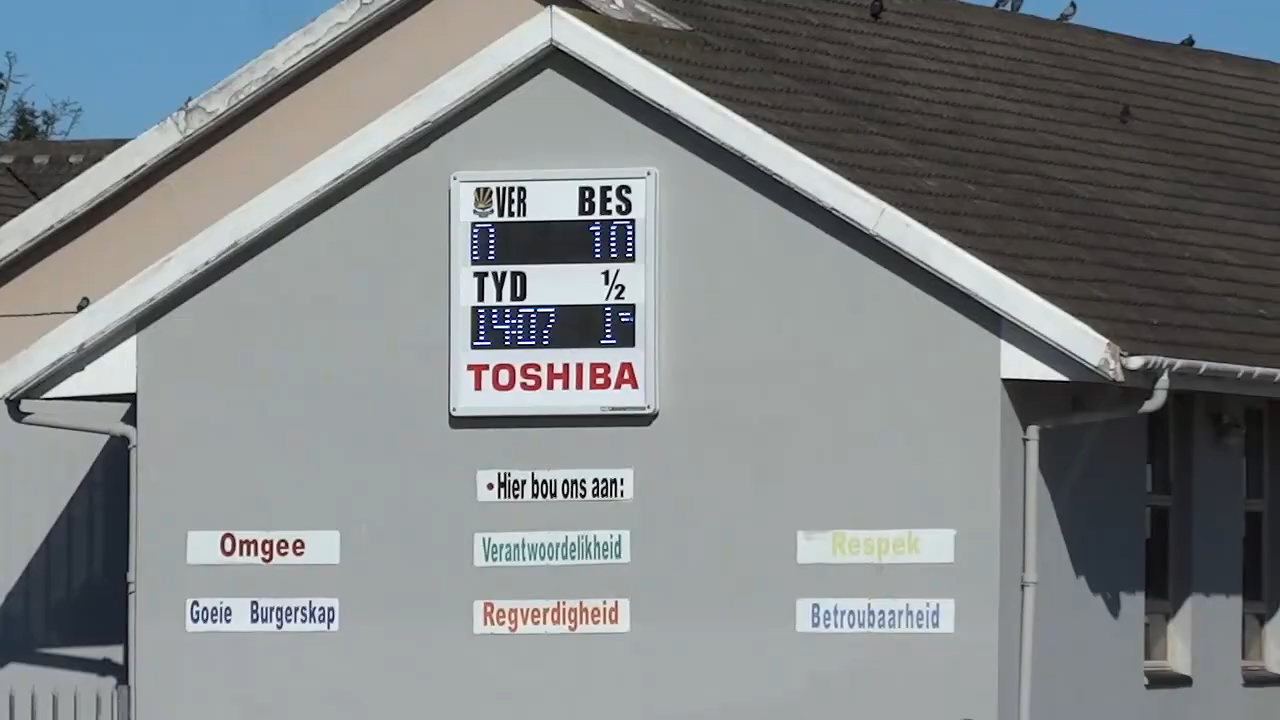 VER BES
0 10
TYD ½
14:07 1
TOSHIBA
•Hier bou ons aan:
Omgee Verantwoordelikheid Respek
Goeie Burgerskap Regverdigheid Betroubaarheid